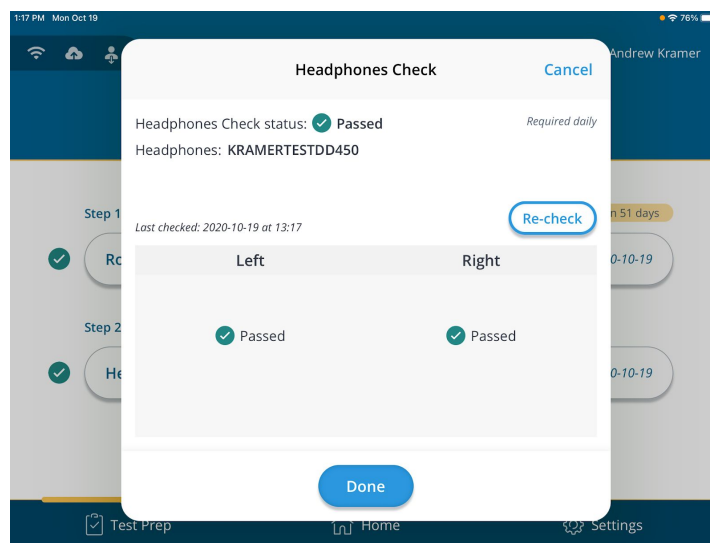 1:17 PM Mon Oct 19
76%
Andrew Kramer
Headphones Check
Cancel
Headphones Check status: Passed
Required daily
Headphones: KRAMERTESTDD450
Step 1
n 51 days
Last checked: 2020-10-19 at 13:17
Re-check
Ro
0-10-19
Left
Right
Step 2
Passed
Passed
He
0-10-19
Done
Test Prep
Home
Settings